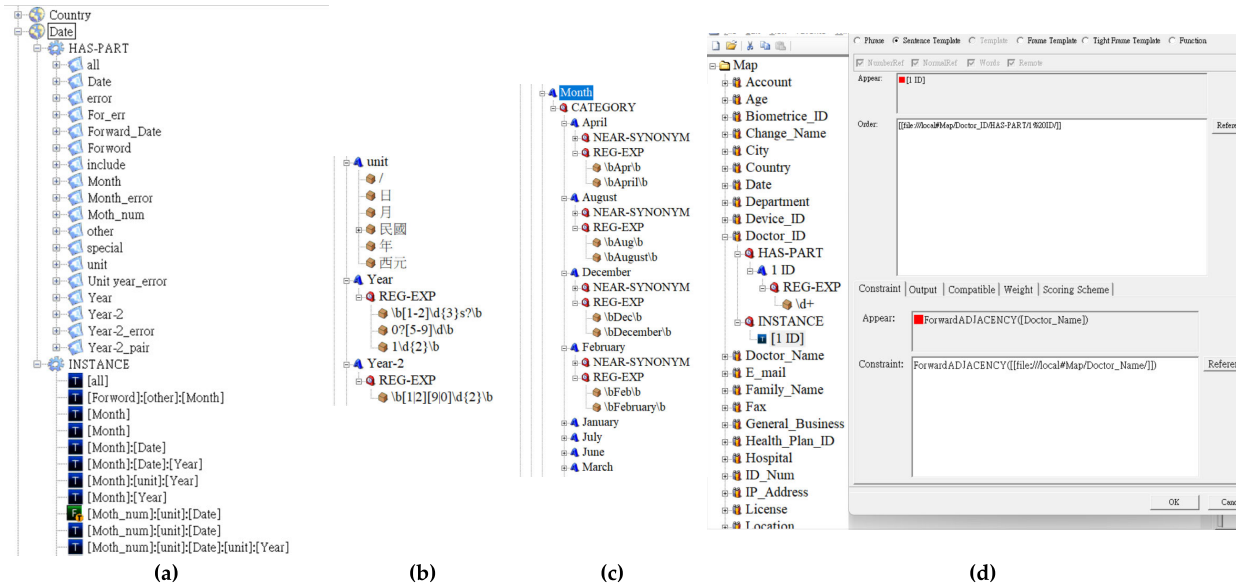 Country
Date
HAS-PART
all
Date
error
For_err
Forward_Date
Forword
include
Month
Month_error
Moth_num
other
special
unit
Unit year_error
Year
Year-2
Year-2_error
Year-2_pair
INSTANCE
[all]
[Forword]:[other]:[Month]
[Month]
[Month]
[Month]:[Date]
[Month]:[Date]:[Year]
[Month]:[unit]:[Year]
[Month]:[Year]
[Moth_num]:[unit]:[Date]
[Moth_num]:[unit]:[Date]
[Moth_num]:[unit]:[Date]:[unit]:[Year]
(a)
unit
/
日
月
民國
年
西元
Year
REG-EXP
\b[1-2]\d{3}s?\b
0?[5-9]\d\b
1\d{2}\b
Year-2
REG-EXP
\b[1|2][9|0]\d{2}\b
(b)
Month
CATEGORY
April
NEAR-SYNONYM
REG-EXP
\bApr\b
\bApril\b
August
NEAR-SYNONYM
REG-EXP
\bAug\b
\bAugust\b
December
NEAR-SYNONYM
REG-EXP
\bDec\b
\bDecember\b
February
NEAR-SYNONYM
REG-EXP
\bFeb\b
\bFebruary\b
January
July
June
March
(c)
Map
Account
Age
Biometrice_ID
Change_Name
City
Country
Date
Department
Device_ID
Doctor_ID
HAS-PART
1 ID
REG-EXP
\d+
INSTANCE
[1 ID]
Doctor_Name
E_mail
Family_Name
Fax
General_Business
Health_Plan_ID
Hospital
ID_Num
IP_Address
License
Location
Phrase Sentence Template Template Frame Template Tight Frame Template Function
NumberRef NormalRef Words Remote
Appear: [1 ID]
Order: [[file:///local#Map/Doctor_ID/HAS-PART/1%20ID/]]
Refere
Constraint Output Compatible Weight Scoring Scheme
Appear: ForwardADJACENCY([Doctor_Name])
Constraint: ForwardADJACENCY([[file:///local#Map/Doctor_Name/]])
Refere
OK Canc
(d)